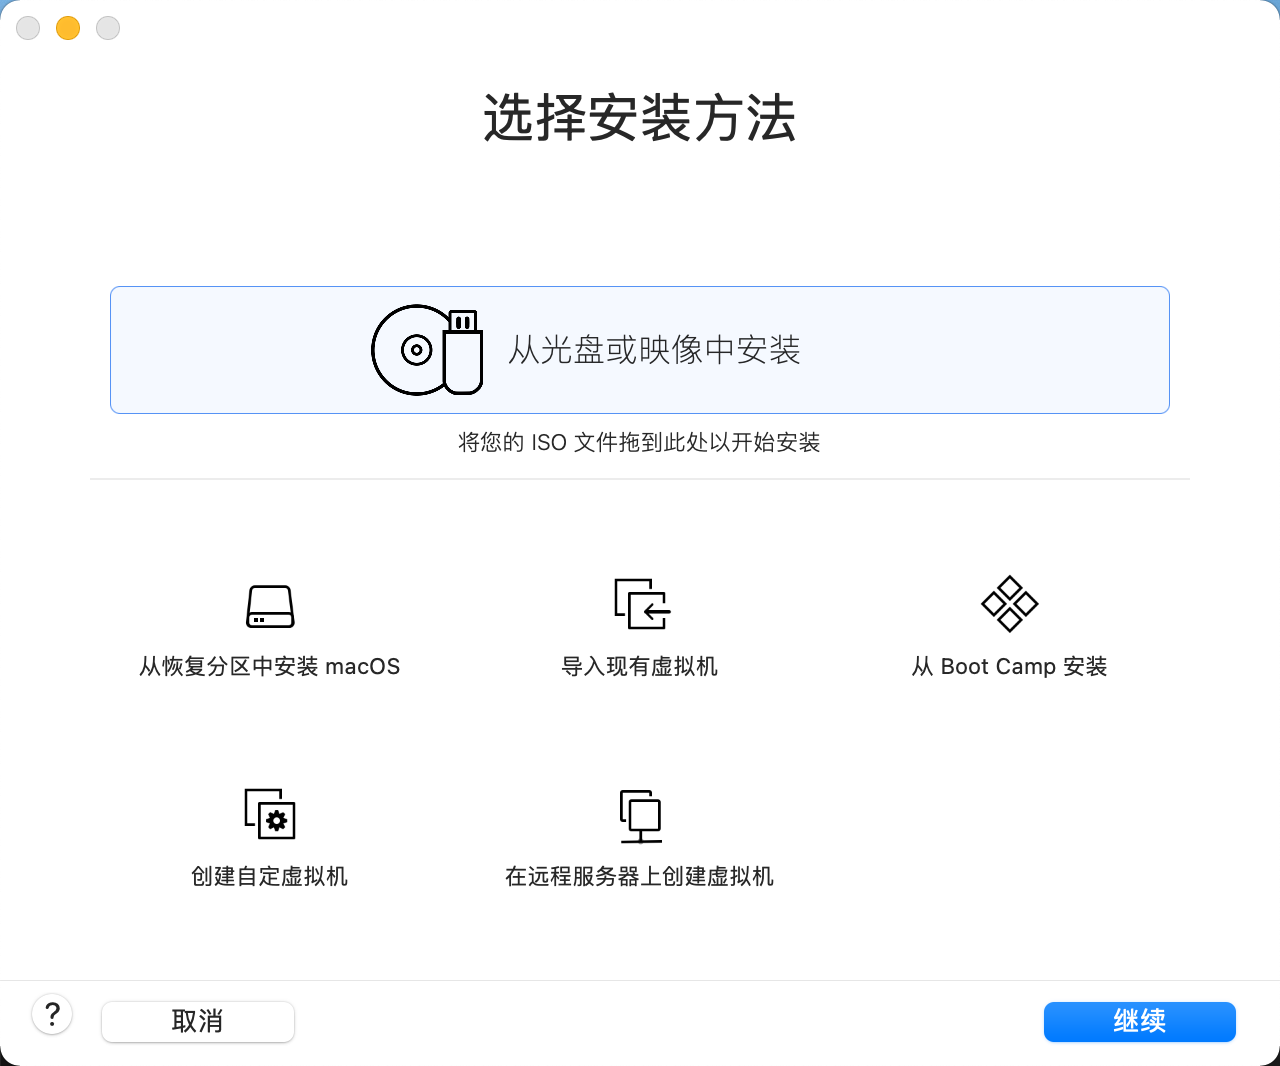 选择安装方法
从光盘或映像中安装
将您的 ISO 文件拖到此处以开始安装
从恢复分区中安装 macOS
导入现有虚拟机
从 Boot Camp 安装
创建自定虚拟机
在远程服务器上创建虚拟机
?
取消
继续